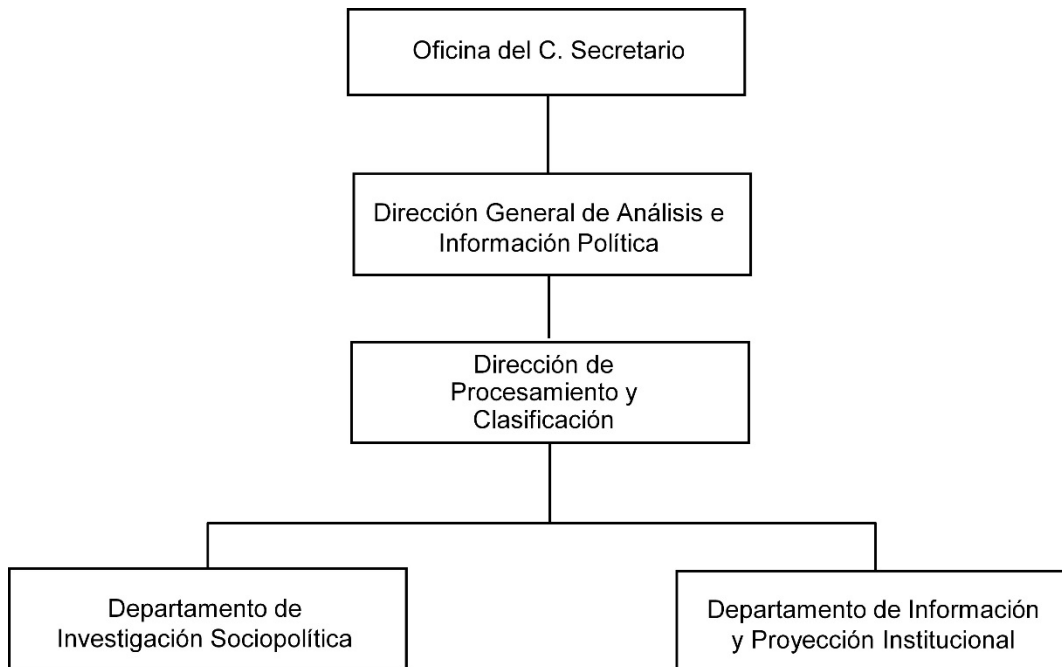 Oficina del C. Secretario
Dirección General de Análisis e
Información Política
Dirección de
Procesamiento y
Clasificación
Departamento de
Investigación Sociopolítica
Departamento de Información
y Proyección Institucional